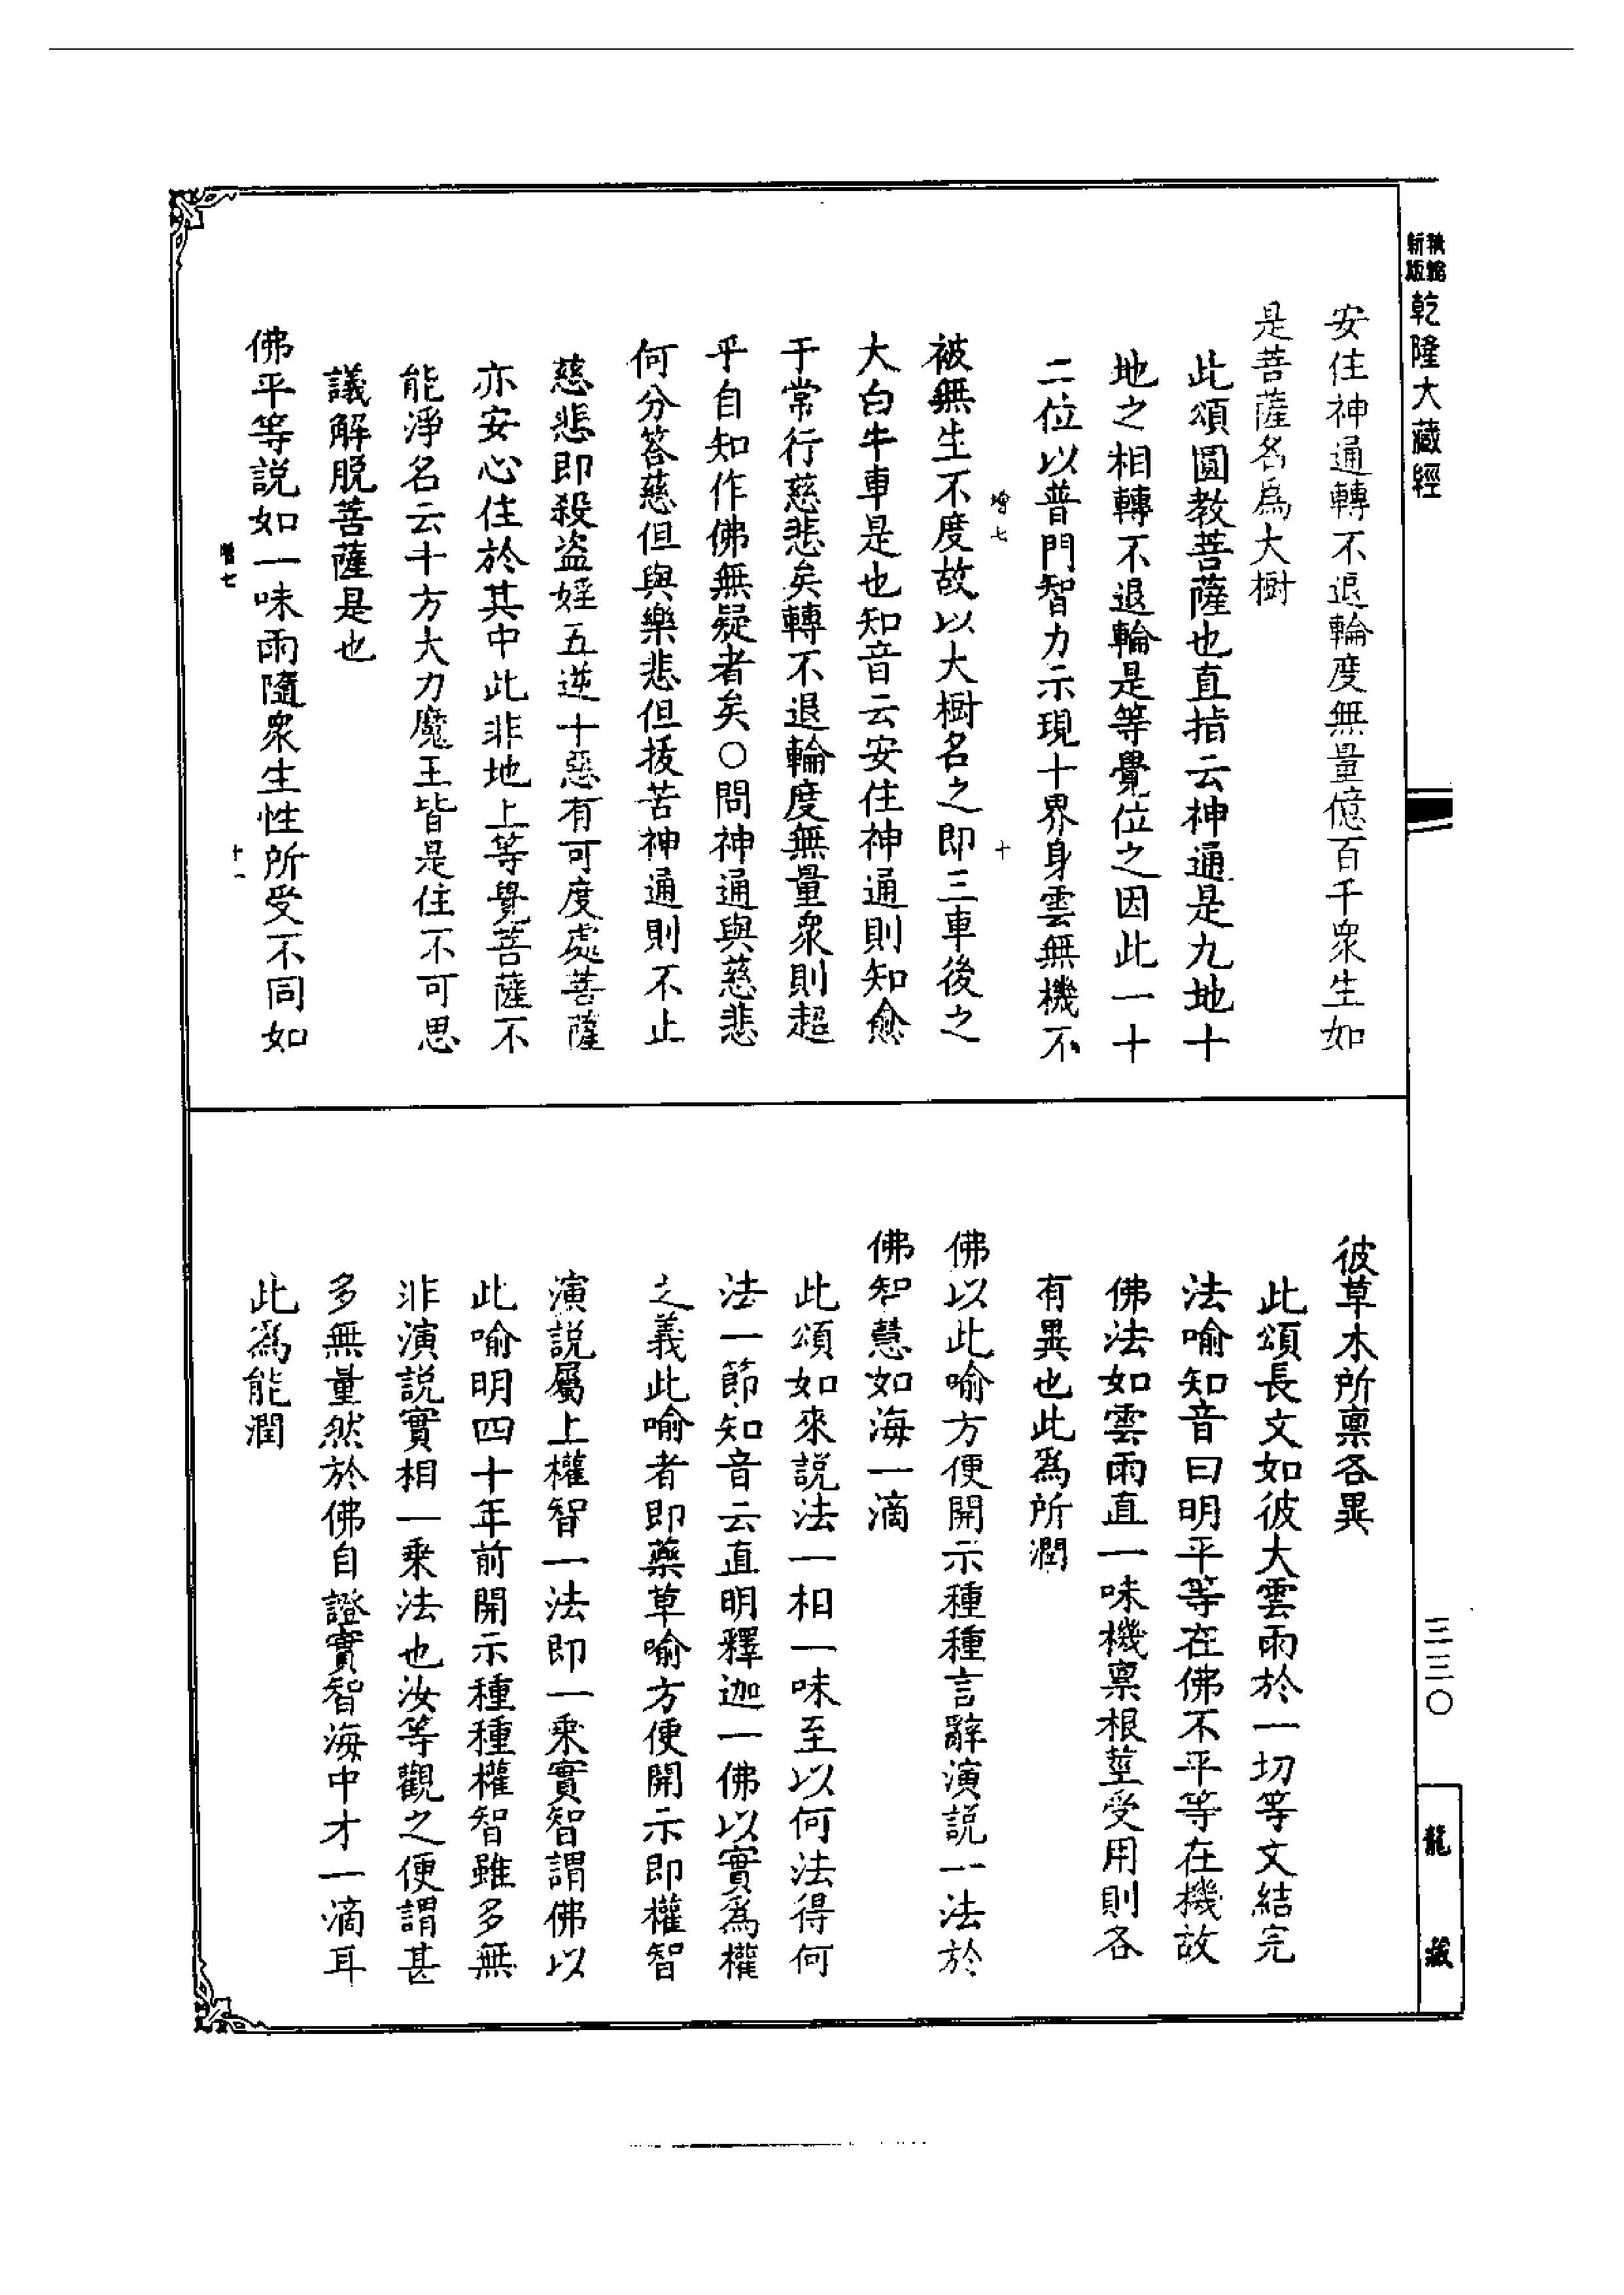 新版
乾隆大藏經
安住神通轉不退輪度無量億百千衆生如
是菩薩名爲大樹
此頌圓教菩薩也直指云神通是九地十
地之相轉不退輪是等覺位之因此一十
二位以普門智力示現十界身雲無機不
增七
十
被無生不度故以大樹名之即三車後之
大白牛車是也知音云安住神通則知愈
于常行慈悲矣轉不退輪度無量衆則超
乎自知作佛無疑者矣○問神通與慈悲
何分答慈但與樂悲但拔苦神通則不止
慈悲即殺盜婬五逆十惡有可度處菩薩
亦安心住於其中此非地上等覺菩薩不
能淨名云十方大力魔王皆是住不可思
議解脱菩薩是也
佛平等説如一味雨隨衆生性所受不同如
增七
十一
彼草木所禀各異
此頌長文如彼大雲雨於一切等文結完
法喻知音曰明平等在佛不平等在機故
佛法如雲雨直一味機禀根莖受用則各
有異也此爲所潤
佛以此喻方便開示種種言辭演説一法於
佛智慧如海一滴
此頌如來説法一相一味至以何法得何
法一節知音云直明釋迦一佛以實爲權
之義此喻者即藥草喻方便開示即權智
演説屬上權智一法即一乘實智謂佛以
此喻明四十年前開示種種權智雖多無
非演説實相一乘法也汝等觀之便謂甚
多無量然於佛自證實智海中才一滴耳
此爲能潤
三三〇
龍藏